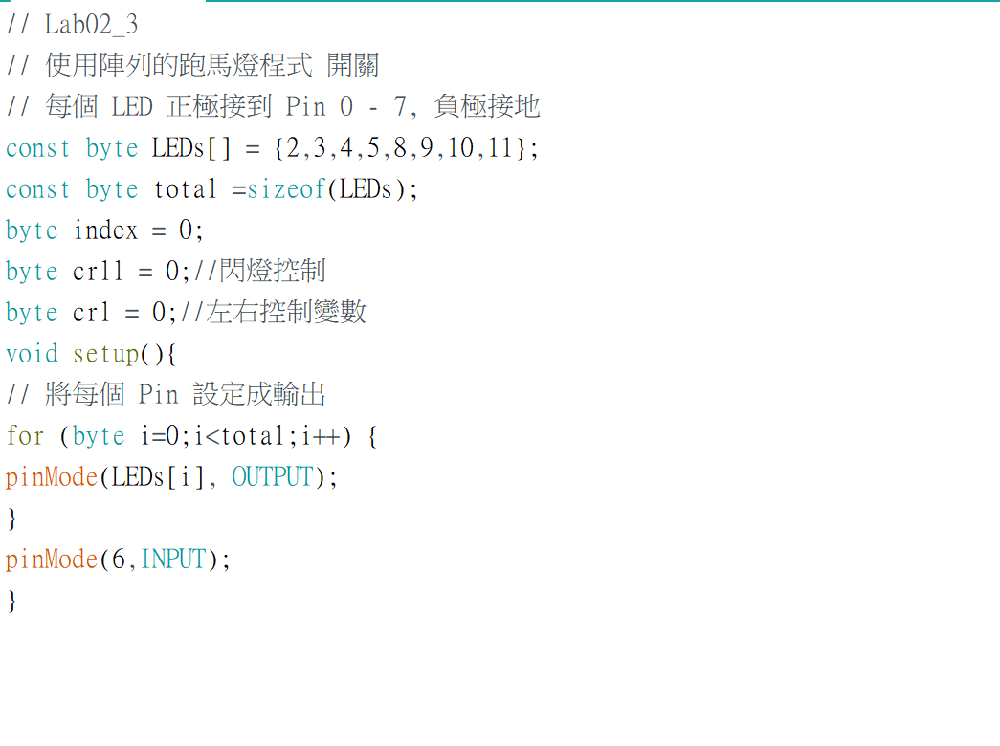 // Lab02_3
// 使用陣列的跑馬燈程式 開關
// 每個 LED 正極接到 Pin 0 - 7, 負極接地
const byte LEDs[] = {2,3,4,5,8,9,10,11};
const byte total =sizeof(LEDs);
byte index = 0;
byte crll = 0;//閃燈控制
byte crl = 0;//左右控制變數
void setup(){
// 將每個 Pin 設定成輸出
for (byte i=0;i<total;i++) {
pinMode(LEDs[i], OUTPUT);
}
pinMode(6,INPUT);
}